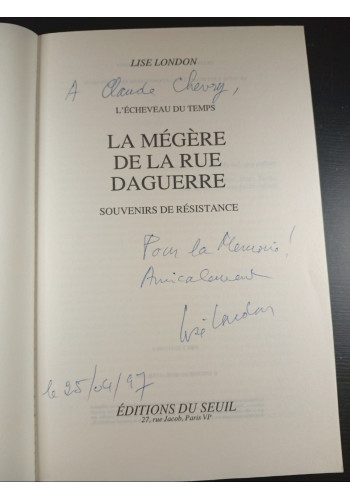 LISE LONDON
A Claude Chevry,
L'ÉCHEVEAU DU TEMPS
LA MÉGÈRE
DE LA RUE
DAGUERRE
SOUVENIRS DE RÉSISTANCE
Pour la Memoire!
Amicalement
Lise London
le 25/04/97
ÉDITIONS DU SEUIL
27, rue Jacob, Paris VIe